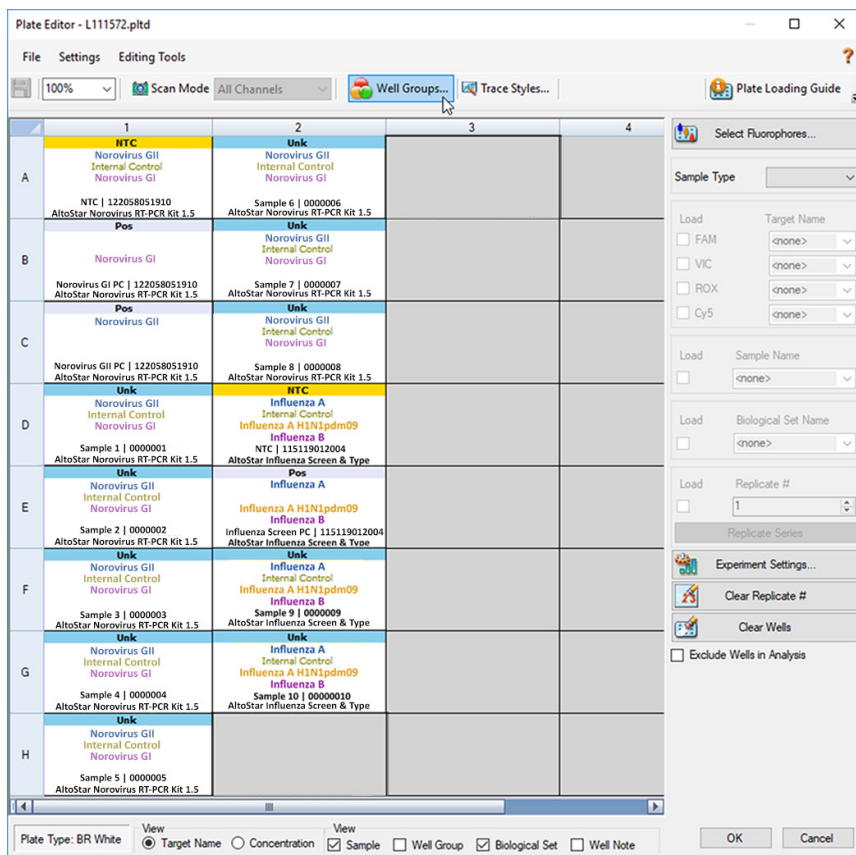 Plate Editor - L111572.pltd
File Settings Editing Tools ?
100% Scan Mode All Channels Well Groups... Trace Styles... Plate Loading Guide
1 2 3 4
A
NTC
Norovirus GII
Internal Control
Norovirus GI
NTC | 122058051910
AltoStar Norovirus RT-PCR Kit 1.5
Unk
Norovirus GII
Internal Control
Norovirus GI
Sample 6 | 0000006
AltoStar Norovirus RT-PCR Kit 1.5
B
Pos
Norovirus GI
Norovirus GI PC | 122058051910
AltoStar Norovirus RT-PCR Kit 1.5
Unk
Norovirus GII
Internal Control
Norovirus GI
Sample 7 | 0000007
AltoStar Norovirus RT-PCR Kit 1.5
C
Pos
Norovirus GII
Norovirus GII PC | 122058051910
AltoStar Norovirus RT-PCR Kit 1.5
Unk
Norovirus GII
Internal Control
Norovirus GI
Sample 8 | 0000008
AltoStar Norovirus RT-PCR Kit 1.5
D
Unk
Norovirus GII
Internal Control
Norovirus GI
Sample 1 | 0000001
AltoStar Norovirus RT-PCR Kit 1.5
NTC
Influenza A
Internal Control
Influenza A H1N1pdm09
Influenza B
NTC | 115119012004
AltoStar Influenza Screen & Type
E
Unk
Norovirus GII
Internal Control
Norovirus GI
Sample 2 | 0000002
AltoStar Norovirus RT-PCR Kit 1.5
Pos
Influenza A
Influenza A H1N1pdm09
Influenza B
Influenza Screen PC | 115119012004
AltoStar Influenza Screen & Type
F
Unk
Norovirus GII
Internal Control
Norovirus GI
Sample 3 | 0000003
AltoStar Norovirus RT-PCR Kit 1.5
Unk
Influenza A
Internal Control
Influenza A H1N1pdm09
Influenza B
Sample 9 | 0000009
AltoStar Influenza Screen & Type
G
Unk
Norovirus GII
Internal Control
Norovirus GI
Sample 4 | 0000004
AltoStar Norovirus RT-PCR Kit 1.5
Unk
Influenza A
Internal Control
Influenza A H1N1pdm09
Influenza B
Sample 10 | 00000010
AltoStar Influenza Screen & Type
H
Unk
Norovirus GII
Internal Control
Norovirus GI
Sample 5 | 0000005
AltoStar Norovirus RT-PCR Kit 1.5
Select Fluorophores...
Sample Type
Load Target Name
FAM <none>
VIC <none>
ROX <none>
Cy5 <none>
Load Sample Name
<none>
Load Biological Set Name
<none>
Load Replicate #
1
Replicate Series
Experiment Settings...
Clear Replicate #
Clear Wells
Exclude Wells in Analysis
Plate Type: BR White
View
Target Name Concentration
View
Sample Well Group Biological Set Well Note
OK Cancel